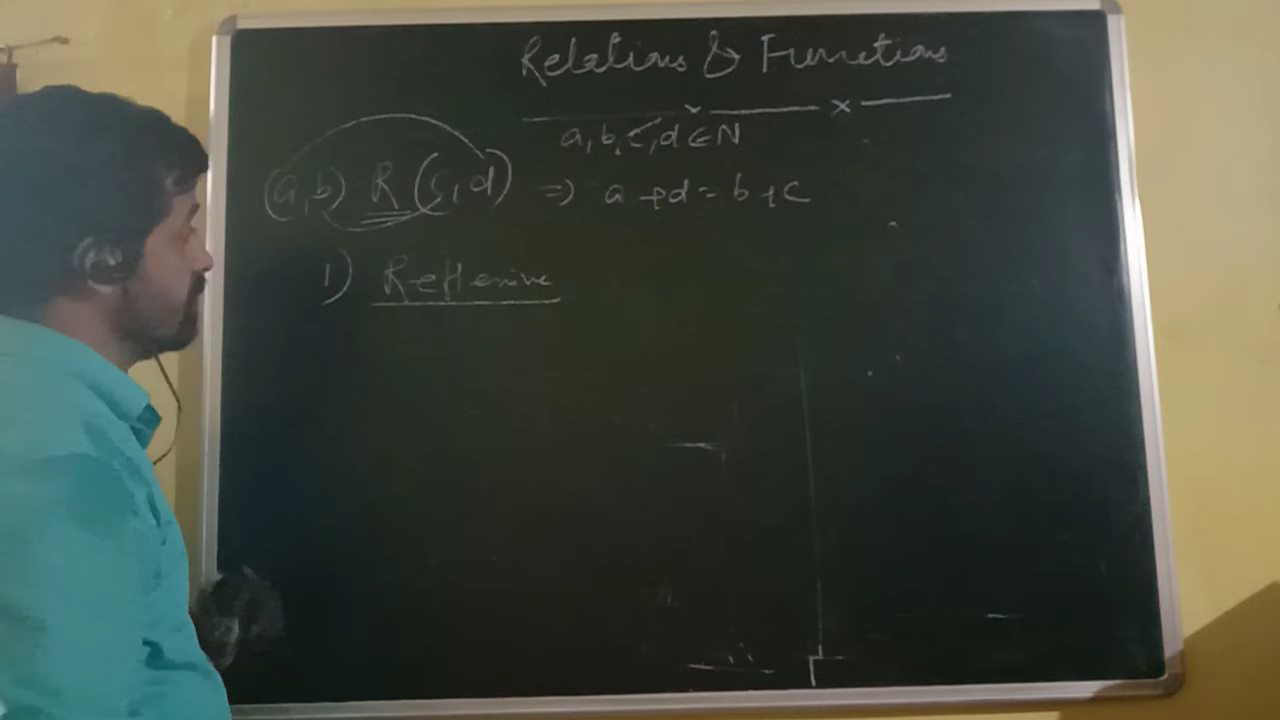 Relations & Functions
a, b, c, d ∈ N
(a, b) R (c, d) ⇒ a + d = b + c
1) Reflexive